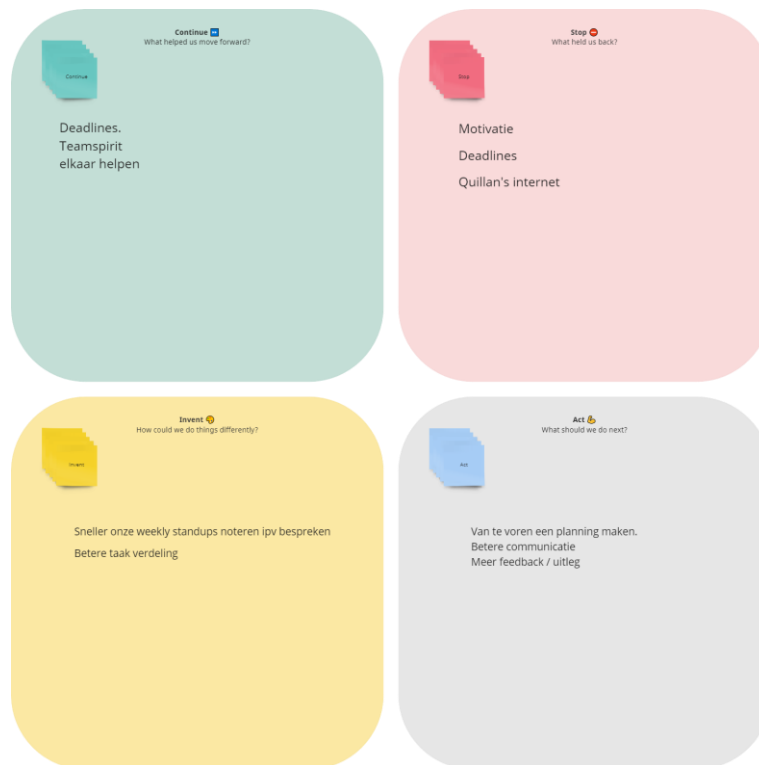 Continue ➡️
What helped us move forward?
Continue
Deadlines.
Teamspirit
elkaar helpen
Stop ⛔
What held us back?
Stop
Motivatie
Deadlines
Quillan's internet
Invent 🤔
How could we do things differently?
Invent
Sneller onze weekly standups noteren ipv bespreken
Betere taak verdeling
Act 💪
What should we do next?
Act
Van te voren een planning maken.
Betere communicatie
Meer feedback / uitleg